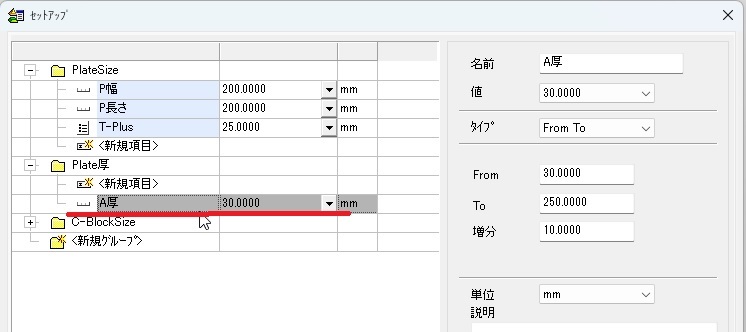 セットアップ
PlateSize
P幅 200.0000 mm
P長さ 200.0000 mm
T-Plus 25.0000 mm
<新規項目>
Plate厚
<新規項目>
A厚 30.0000 mm
C-BlockSize
<新規グループ>
名前 A厚
値 30.0000
タイプ From To
From 30.0000
To 250.0000
増分 10.0000
単位 mm
説明